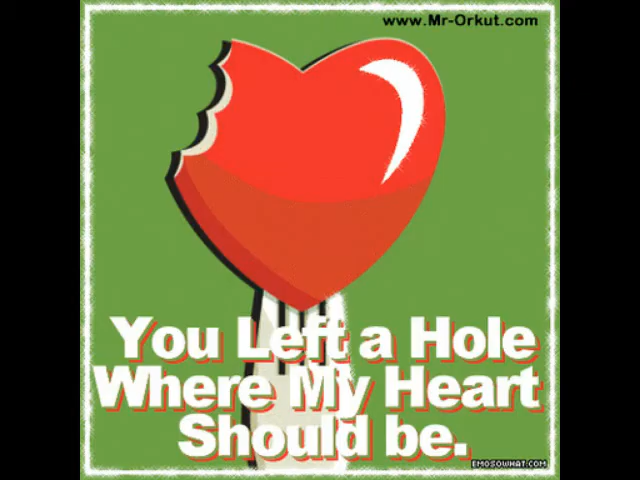 www.Mr-Orkut.com
You Left a Hole
Where My Heart
Should be.
EMOSOWHAT.COM